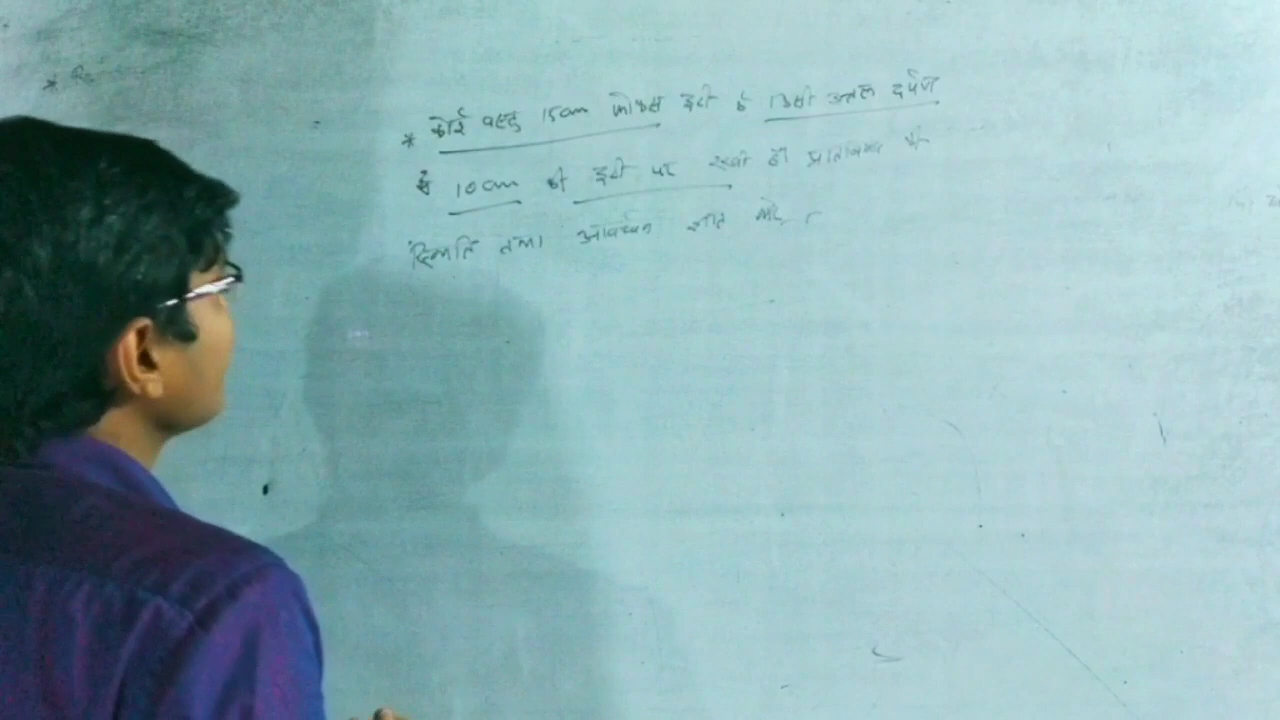 * कोई वस्तु 15cm फोकस दूरी के किसी उत्तल दर्पण
से 10cm की दूरी पर रखी है। प्रतिबिम्ब की
स्थिति तथा आवर्धन ज्ञात करें।